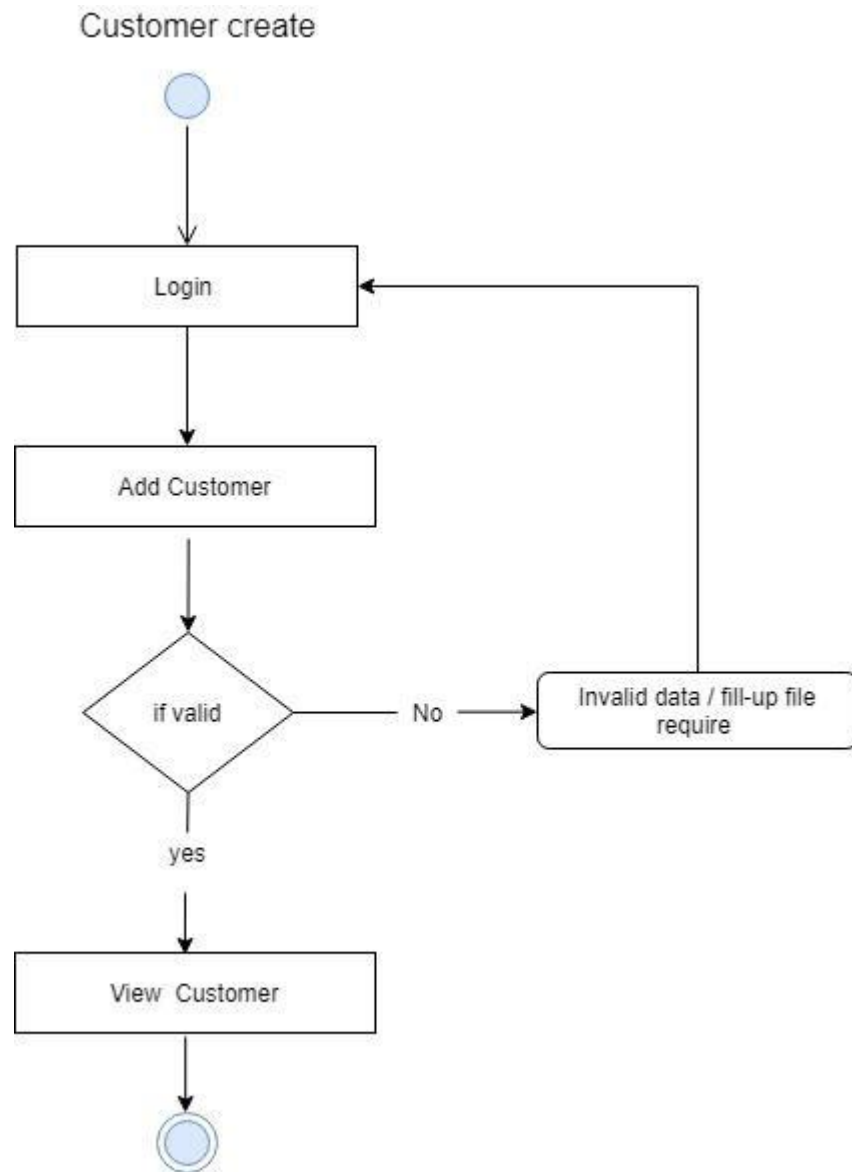 Customer create
Login
Add Customer
if valid
No
Invalid data / fill-up file
require
yes
View  Customer